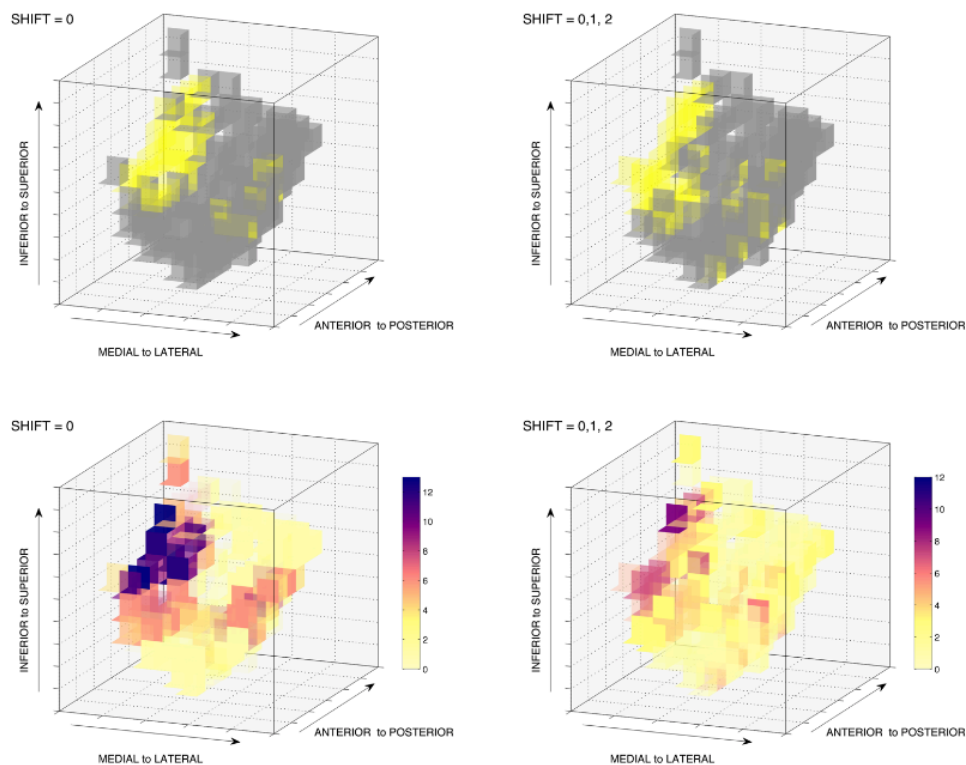 SHIFT = 0
SHIFT = 0,1, 2
INFERIOR to SUPERIOR
ANTERIOR to POSTERIOR
MEDIAL to LATERAL
INFERIOR to SUPERIOR
ANTERIOR to POSTERIOR
MEDIAL to LATERAL
SHIFT = 0
SHIFT = 0,1, 2
12
10
8
6
4
2
0
INFERIOR to SUPERIOR
ANTERIOR to POSTERIOR
MEDIAL to LATERAL
12
10
8
6
4
2
0
INFERIOR to SUPERIOR
ANTERIOR to POSTERIOR
MEDIAL to LATERAL